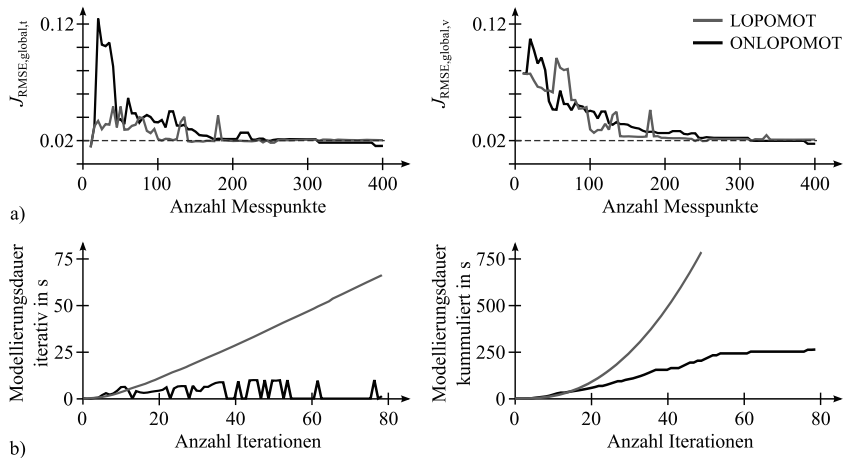 0.12
0.02
J_RMSE,global,t
0 100 200 300 400
Anzahl Messpunkte
a)
0.12
0.02
J_RMSE,global,v
0 100 200 300 400
Anzahl Messpunkte
LOPOMOT
ONLOPOMOT
75
50
25
0
Modellierungsdauer
iterativ in s
0 20 40 60 80
Anzahl Iterationen
b)
750
500
250
0
Modellierungsdauer
kummuliert in s
0 20 40 60 80
Anzahl Iterationen